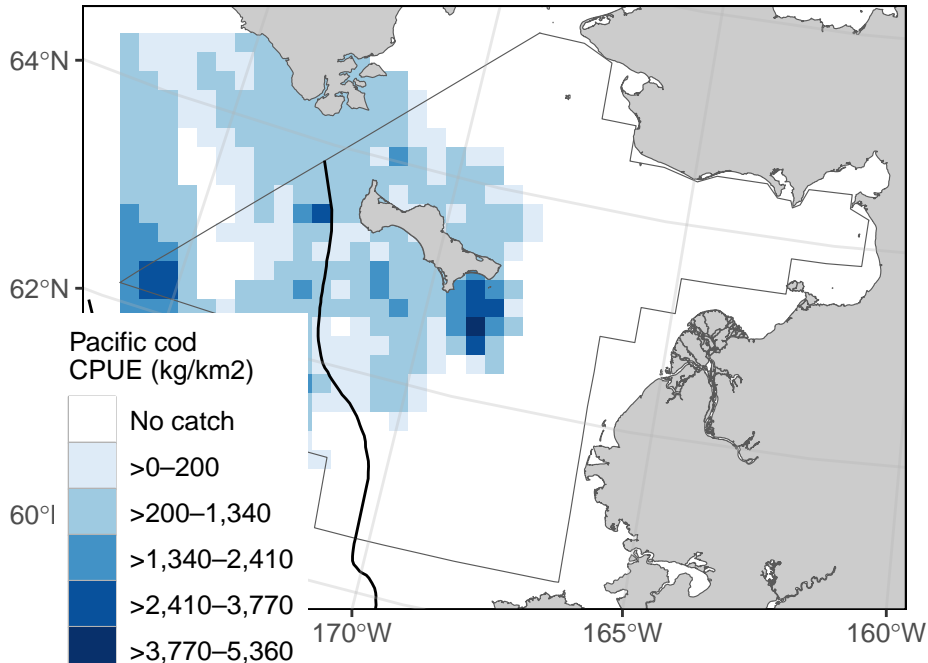 64°N
62°N
Pacific cod
CPUE (kg/km2)
No catch
>0–200
>200–1,340
60°l
>1,340–2,410
>2,410–3,770
>3,770–5,360
170°W
165°W
160°W